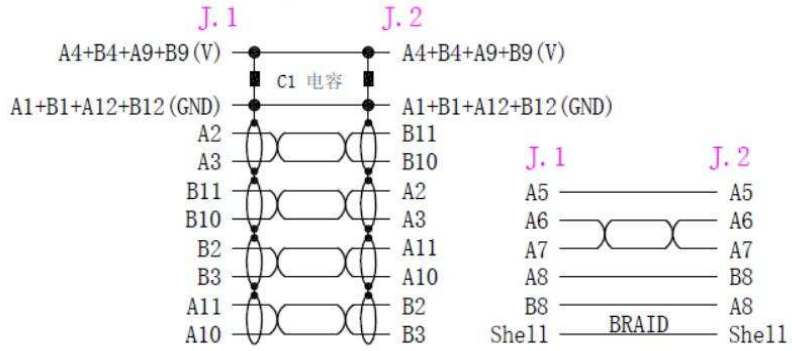 J.1 J.2
A4+B4+A9+B9(V) A4+B4+A9+B9(V)
C1 电容
A1+B1+A12+B12(GND) A1+B1+A12+B12(GND)
A2 B11
A3 B10
B11 A2
B10 A3
B2 A11
B3 A10
A11 B2
A10 B3
J.1 J.2
A5 A5
A6 A6
A7 A7
A8 B8
B8 A8
Shell BRAID Shell